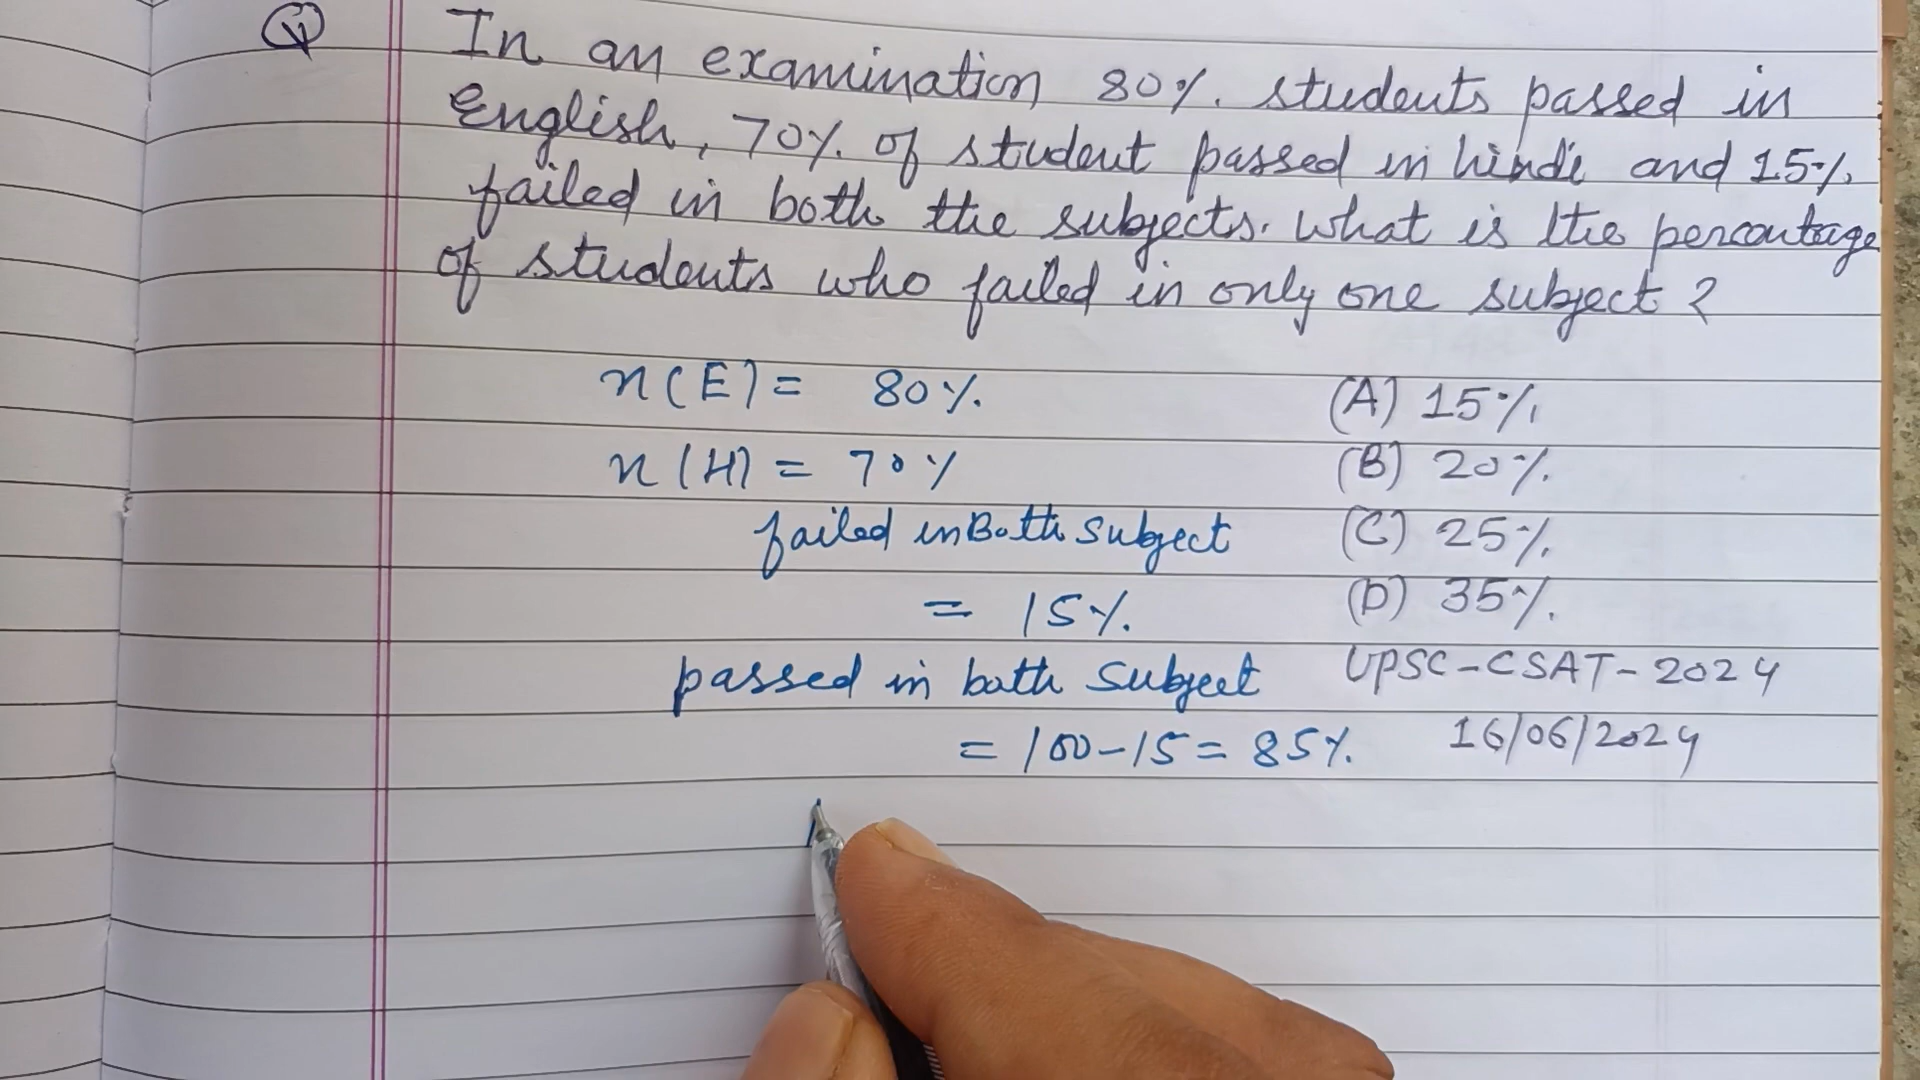 Q In an examination 80%. students passed in
English, 70%. of student passed in hindi and 15%.
failed in both the subjects. What is the percentage
of students who failed in only one subject ?
n(E) = 80%.
(A) 15%.
n(H) = 70%
(B) 20%.
failed in Both Subject
(C) 25%.
= 15%.
(D) 35%.
passed in both Subject
UPSC-CSAT-2024
= 100-15 = 85%.
16/06/2024